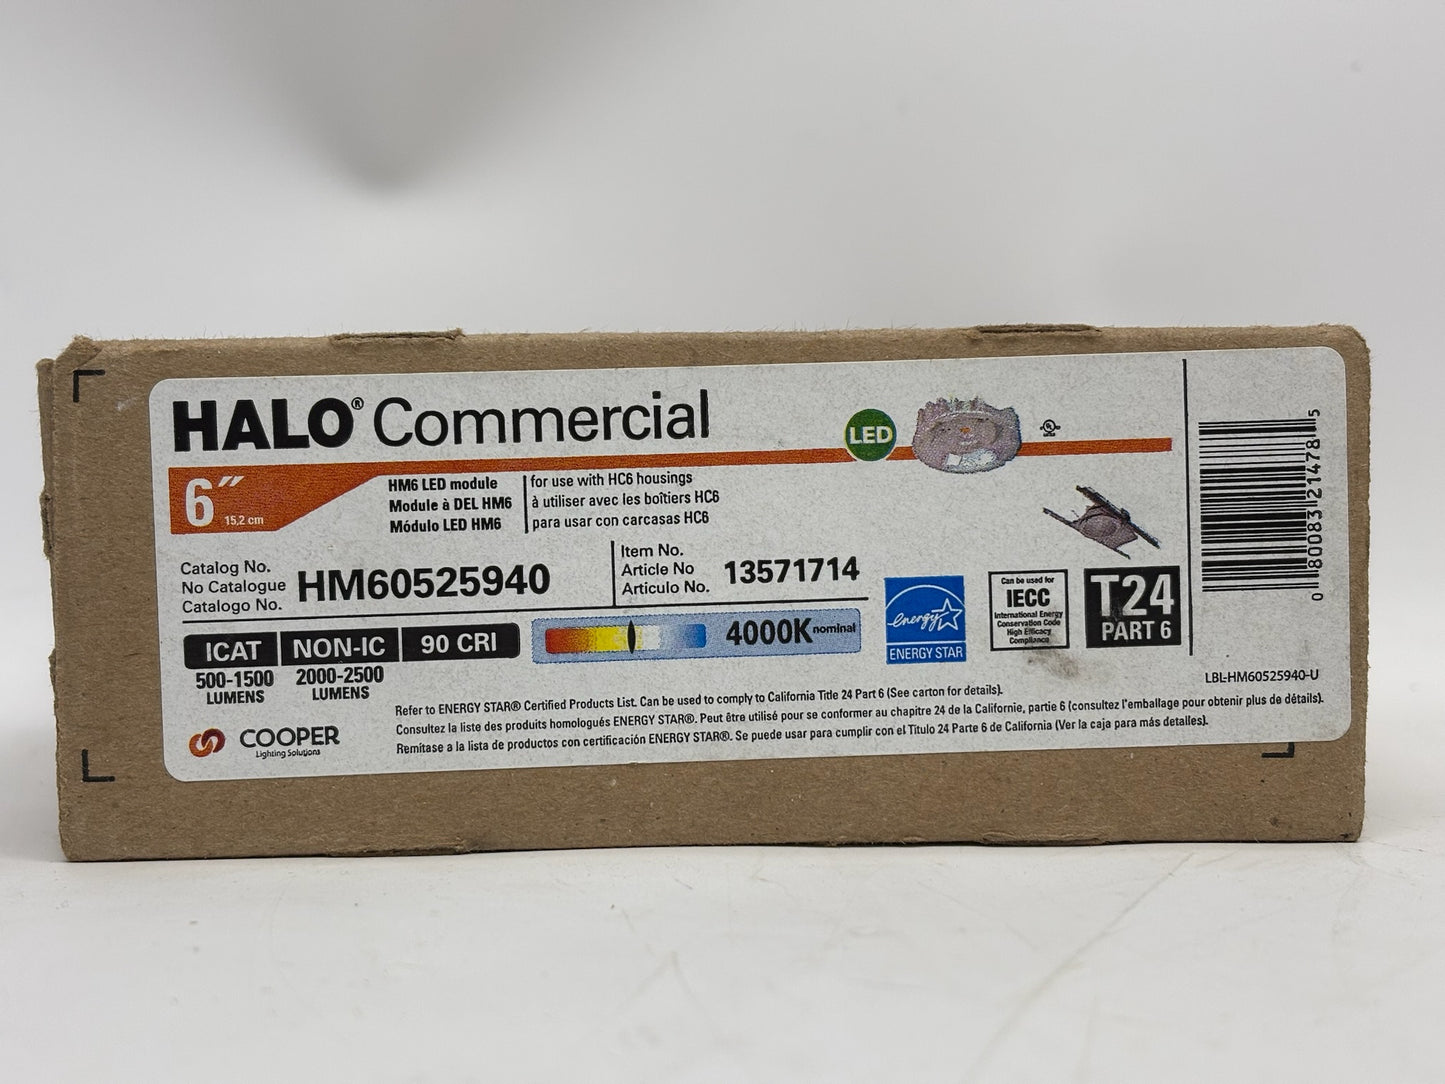 HALO® Commercial
LED
6"
15,2 cm
HM6 LED module
Module à DEL HM6
Módulo LED HM6
for use with HC6 housings
à utiliser avec les boîtiers HC6
para usar con carcasas HC6
Catalog No.
No Catalogue
Catalogo No.
HM60525940
Item No.
Article No
Articulo No.
13571714
ICAT
500-1500
LUMENS
NON-IC
2000-2500
LUMENS
90 CRI
4000K nominal
energy
ENERGY STAR
Can be used for
IECC
International Energy
Conservation Code
High Efficacy
Compliance
T24
PART 6
0 80083 21478 5
LBL-HM60525940-U
COOPER
Lighting Solutions
Refer to ENERGY STAR® Certified Products List. Can be used to comply to California Title 24 Part 6 (See carton for details).
Consultez la liste des produits homologués ENERGY STAR®. Peut être utilisé pour se conformer au chapitre 24 de la Californie, partie 6 (consultez l'emballage pour obtenir plus de détails).
Remítase a la lista de productos con certificación ENERGY STAR®. Se puede usar para cumplir con el Titulo 24 Parte 6 de California (Ver la caja para más detalles).